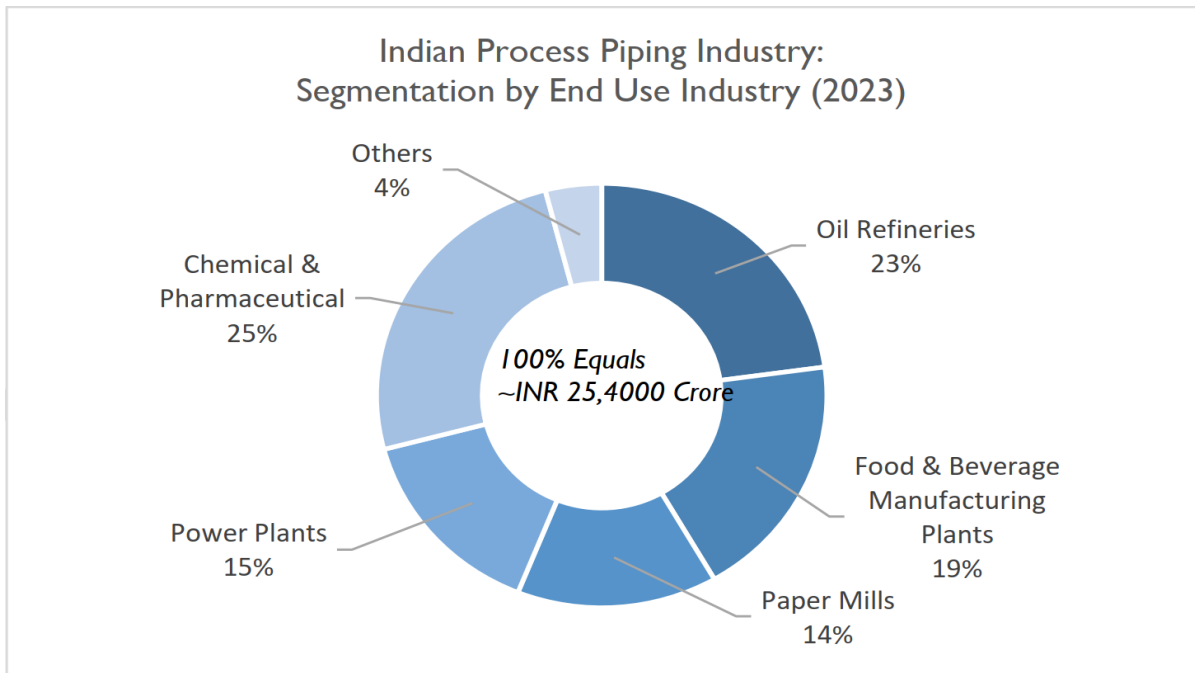 Indian Process Piping Industry:
Segmentation by End Use Industry (2023)
Others
4%
Oil Refineries
23%
Chemical &
Pharmaceutical
25%
100% Equals
~INR 25,4000 Crore
Food & Beverage
Manufacturing
Plants
19%
Power Plants
15%
Paper Mills
14%